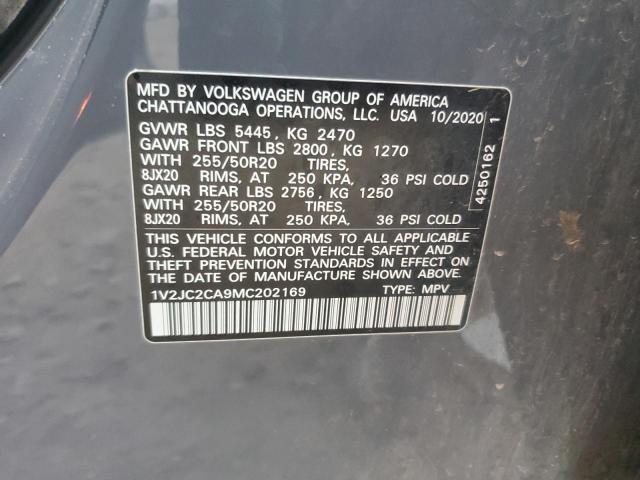 MFD BY VOLKSWAGEN GROUP OF AMERICA
CHATTANOOGA OPERATIONS, LLC. USA 10/2020
GVWR LBS 5445, KG 2470
GAWR FRONT LBS 2800, KG 1270
WITH 255/50R20 TIRES,
8JX20 RIMS, AT 250 KPA, 36 PSI COLD
GAWR REAR LBS 2756, KG 1250
WITH 255/50R20 TIRES,
8JX20 RIMS, AT 250 KPA, 36 PSI COLD
THIS VEHICLE CONFORMS TO ALL APPLICABLE
U.S. FEDERAL MOTOR VEHICLE SAFETY AND
THEFT PREVENTION STANDARDS IN EFFECT ON
THE DATE OF MANUFACTURE SHOWN ABOVE.
1V2JC2CA9MC202169 TYPE: MPV
4250162 1